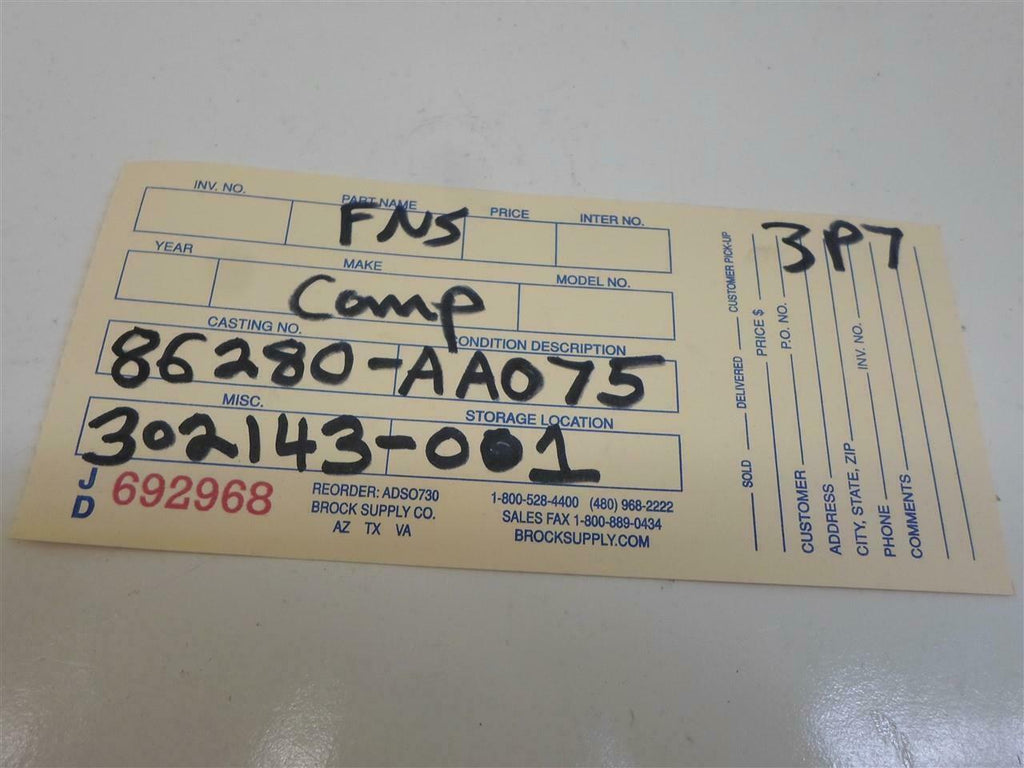 INV. NO. PART NAME PRICE INTER NO.
FNS
YEAR MAKE MODEL NO.
Comp
CASTING NO. CONDITION DESCRIPTION
86280-AA075
MISC. STORAGE LOCATION
302143-001
JD 692968
REORDER: ADSO730
BROCK SUPPLY CO.
AZ TX VA
1-800-528-4400 (480) 968-2222
SALES FAX 1-800-889-0434
BROCKSUPPLY.COM
3P7
SOLD DELIVERED CUSTOMER PICK-UP
PRICE $
P.O. NO.
CUSTOMER
ADDRESS
CITY, STATE, ZIP INV. NO.
PHONE
COMMENTS